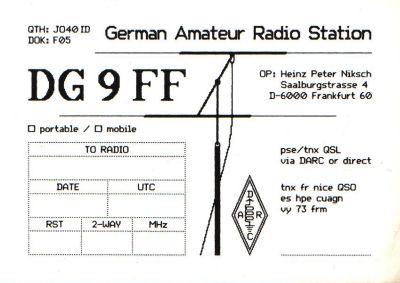 QTH: JO40 ID
DOK: F05
German Amateur Radio Station
DG 9 FF
OP: Heinz Peter Niksch
Saalburgstrasse 4
D-6000 Frankfurt 60
portable / mobile
TO RADIO
DATE UTC
RST 2-WAY MHz
pse/tnx QSL
via DARC or direct
tnx fr nice QSO
es hpe cuagn
vy 73 frm
D
A R
C